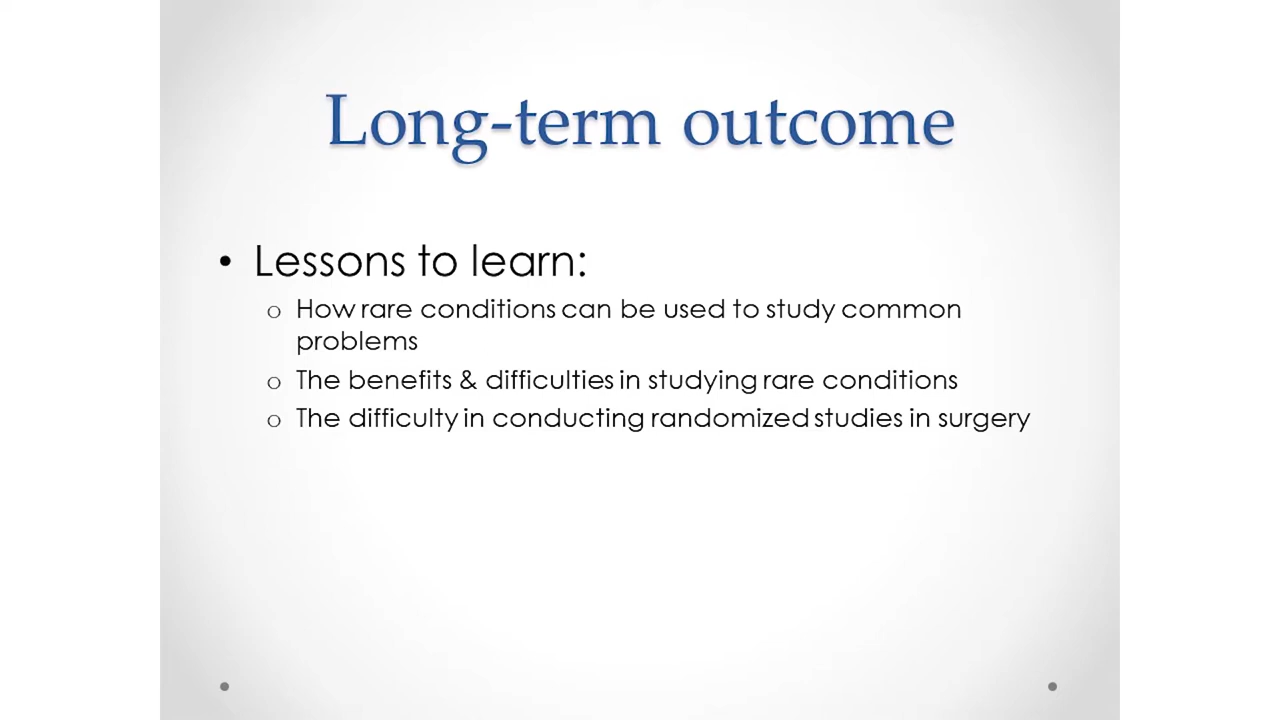 Long-term outcome
• Lessons to learn:
o How rare conditions can be used to study common
problems
o The benefits & difficulties in studying rare conditions
o The difficulty in conducting randomized studies in surgery